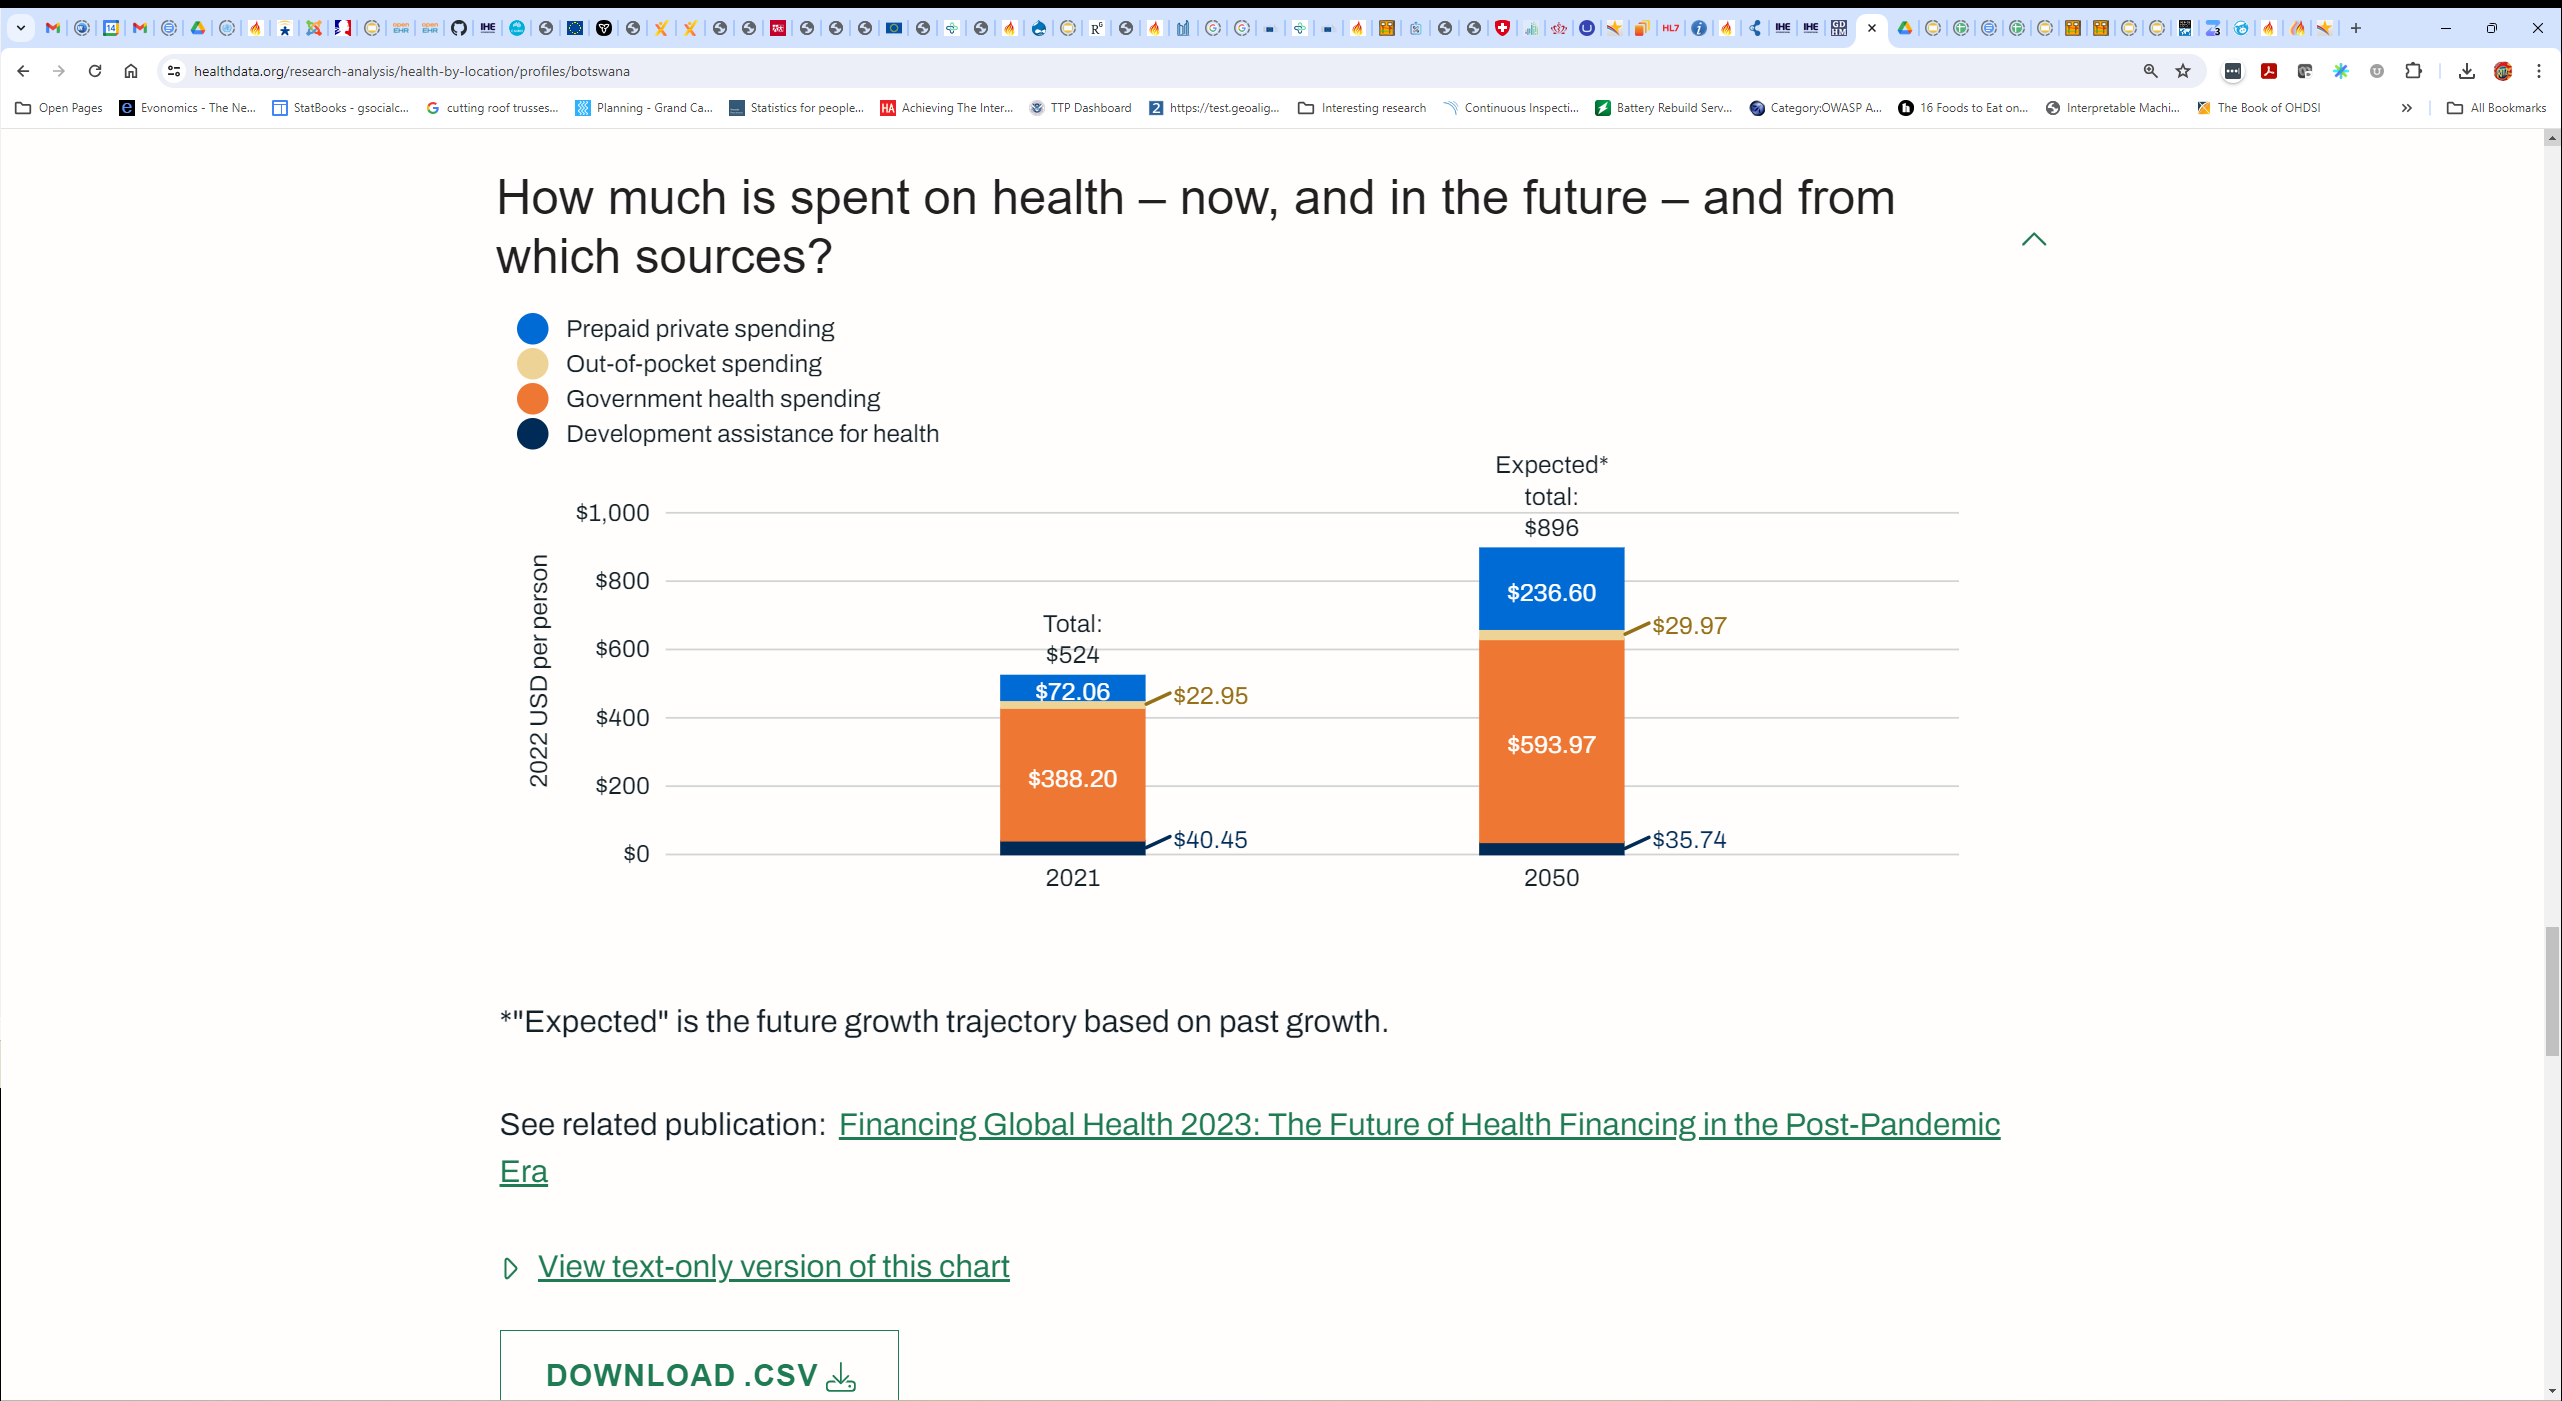 healthdata.org/research-analysis/health-by-location/profiles/botswana
Open Pages
Evonomics - The Ne...
StatBooks - gsocialc...
cutting roof trusses...
Planning - Grand Ca...
Statistics for people...
Achieving The Inter...
TTP Dashboard
https://test.geoalig...
Interesting research
Continuous Inspecti...
Battery Rebuild Serv...
Category:OWASP A...
16 Foods to Eat on...
Interpretable Machi...
The Book of OHDSI
All Bookmarks
How much is spent on health – now, and in the future – and from
which sources?
Prepaid private spending
Out-of-pocket spending
Government health spending
Development assistance for health
2022 USD per person
$1,000
$800
$600
$400
$200
$0
Total:
$524
$72.06
$22.95
$388.20
$40.45
2021
Expected*
total:
$896
$236.60
$29.97
$593.97
$35.74
2050
*"Expected" is the future growth trajectory based on past growth.
See related publication: Financing Global Health 2023: The Future of Health Financing in the Post-Pandemic
Era
View text-only version of this chart
DOWNLOAD .CSV